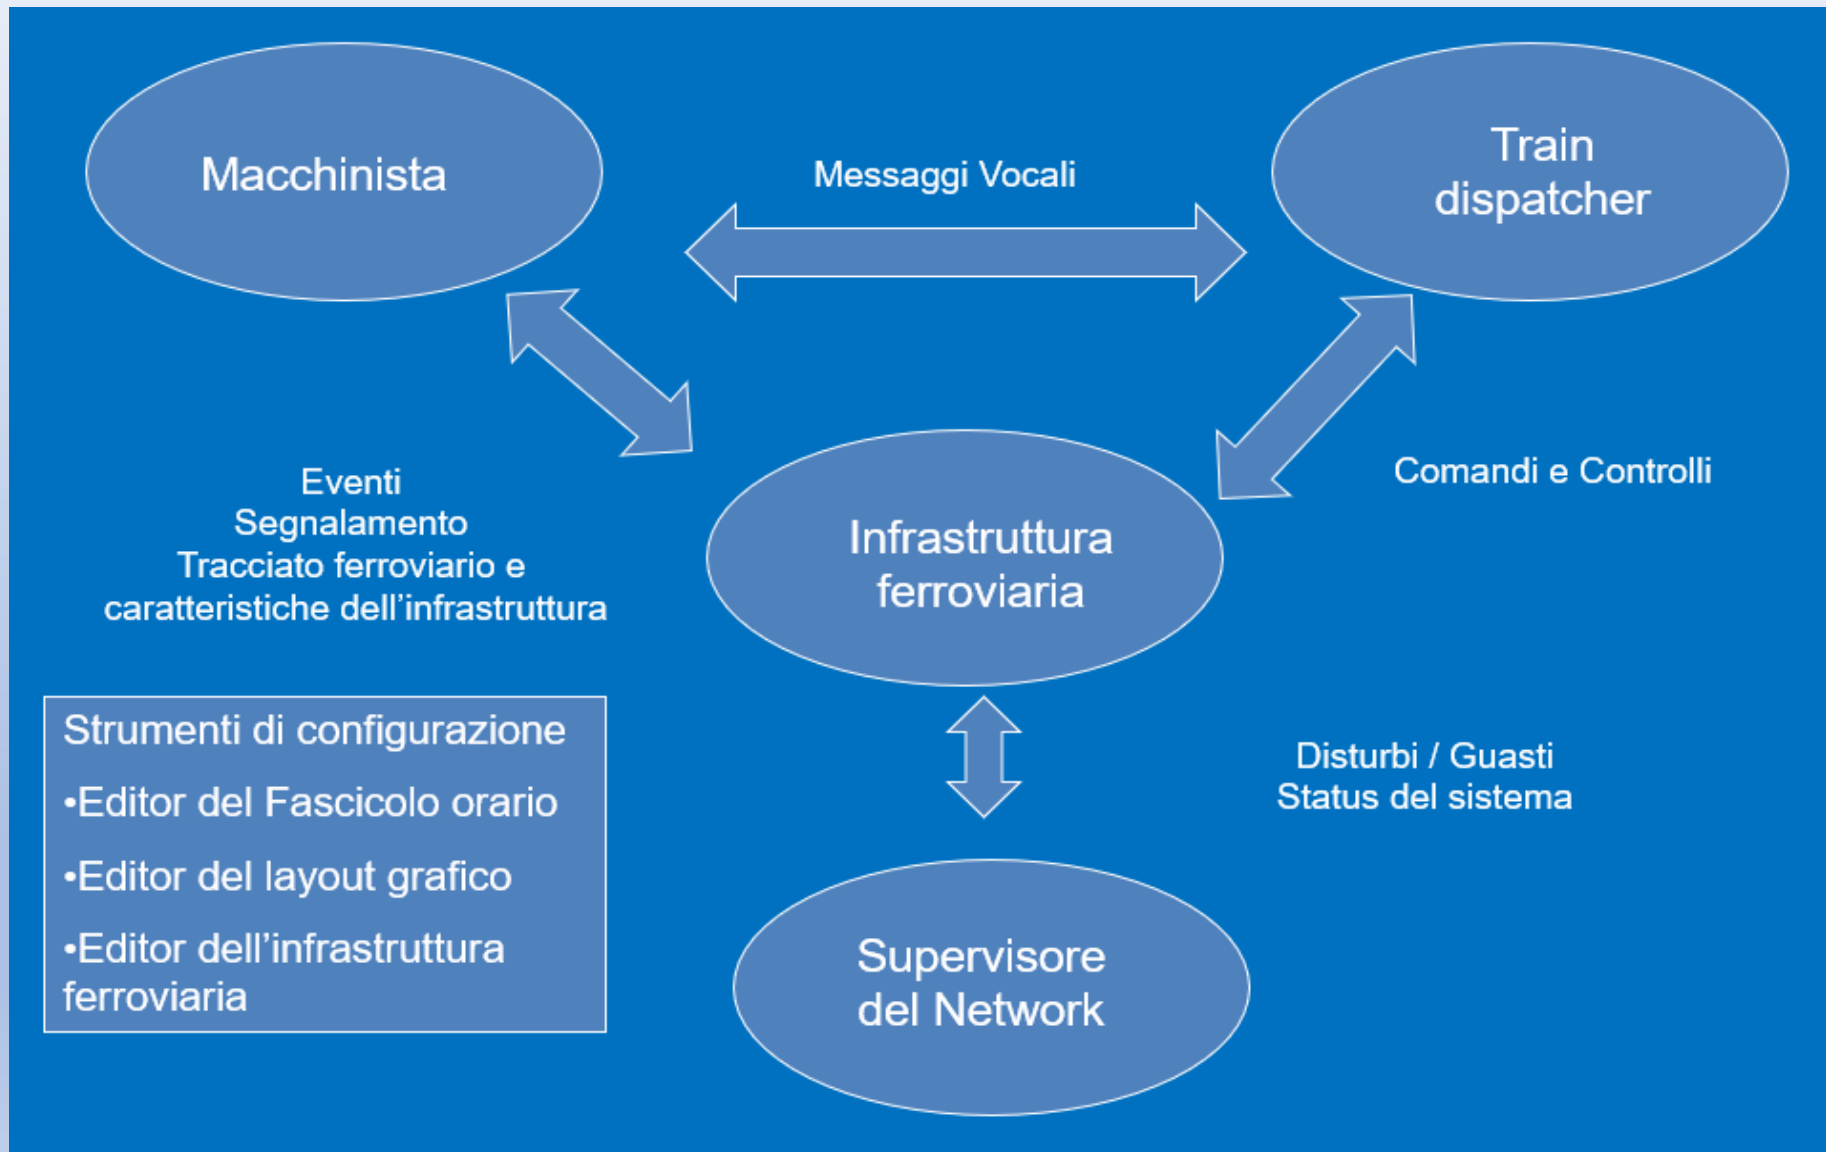 Macchinista
Messaggi Vocali
Train
dispatcher
Eventi
Segnalamento
Tracciato ferroviario e
caratteristiche dell’infrastruttura
Infrastruttura
ferroviaria
Comandi e Controlli
Strumenti di configurazione
•Editor del Fascicolo orario
•Editor del layout grafico
•Editor dell’infrastruttura
ferroviaria
Disturbi / Guasti
Status del sistema
Supervisore
del Network